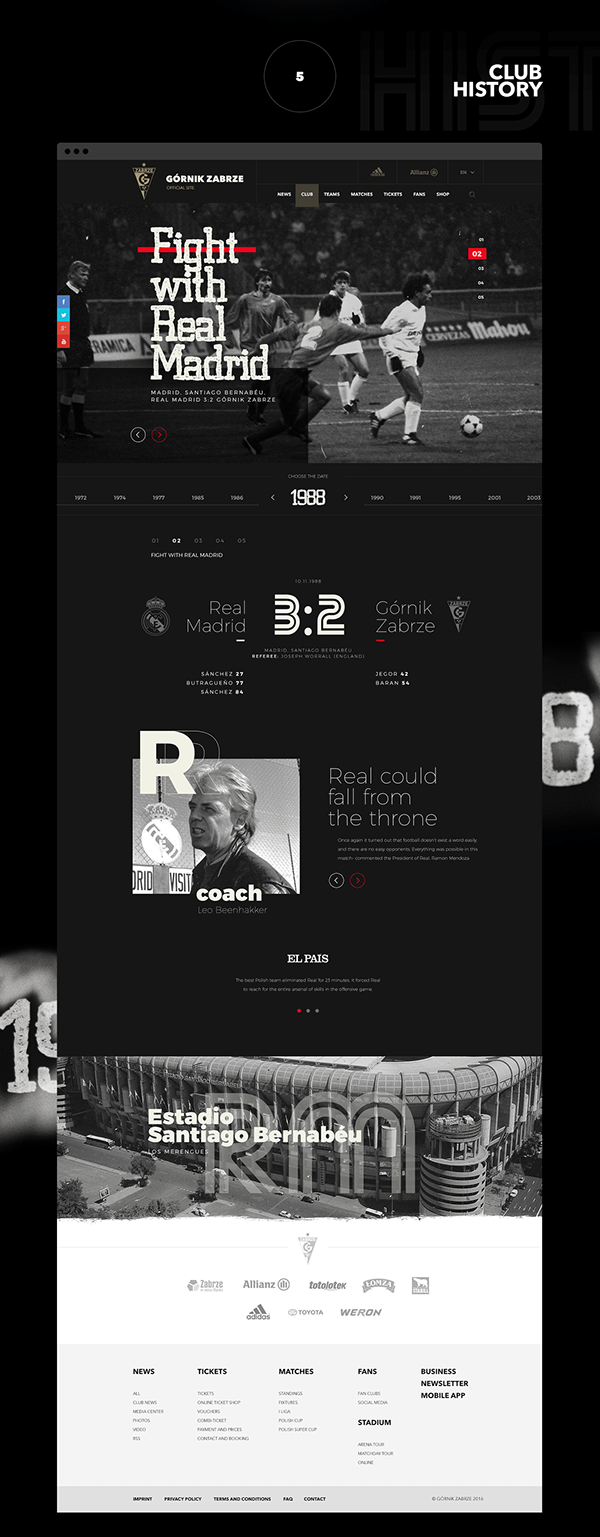 5
HIST
CLUB
HISTORY
ZABRZE
GÓRNIK ZABRZE
OFFICIAL SITE
adidas
Allianz
EN
NEWS CLUB TEAMS MATCHES TICKETS FANS SHOP
Fight
with
Real
Madrid
01
02
03
04
05
RAMICA
CERVEZAS Mahou
MADRID, SANTIAGO BERNABÉU,
REAL MADRID 3:2 GÓRNIK ZABRZE
CHOOSE THE DATE
1972 1974 1977 1985 1986 1988 1990 1991 1995 2001 2003
01 02 03 04 05
FIGHT WITH REAL MADRID
10.11.1988
Real
Madrid
3:2
Górnik
Zabrze
MADRID, SANTIAGO BERNABÉU
REFEREE: JOSEPH WORRALL (ENGLAND)
SÁNCHEZ 27
BUTRAGUEÑO 77
SÁNCHEZ 84
JEGOR 42
BARAN 54
8
R
DRID VISIT
coach
Leo Beenhakker
Real could
fall from
the throne
Once again it turned out that football doesn't exist a word easily,
and there are no easy opponents. Everything was possible in this
match- commented the President of Real, Ramon Mendoza.
EL PAIS
The best Polish team eliminated Real for 23 minutes. It forced Real
to reach for the entire arsenal of skills in the offensive game.
19
RM
Estadio
Santiago Bernabéu
LOS MERENGUES
Zabrze
Allianz
totolotek
ŁOMŻA
adidas
TOYOTA
WERON
NEWS
ALL
CLUB NEWS
MEDIA CENTER
PHOTOS
VIDEO
RSS
TICKETS
TICKETS
ONLINE TICKET SHOP
VOUCHERS
COMBI TICKET
PAYMENT AND PRICES
CONTACT AND BOOKING
MATCHES
STANDINGS
FIXTURES
I LIGA
POLISH CUP
POLISH SUPER CUP
FANS
FAN CLUBS
SOCIAL MEDIA
STADIUM
ARENA TOUR
MATCHDAY TOUR
ONLINE
BUSINESS
NEWSLETTER
MOBILE APP
IMPRINT PRIVACY POLICY TERMS AND CONDITIONS FAQ CONTACT
© GÓRNIK ZABRZE 2016